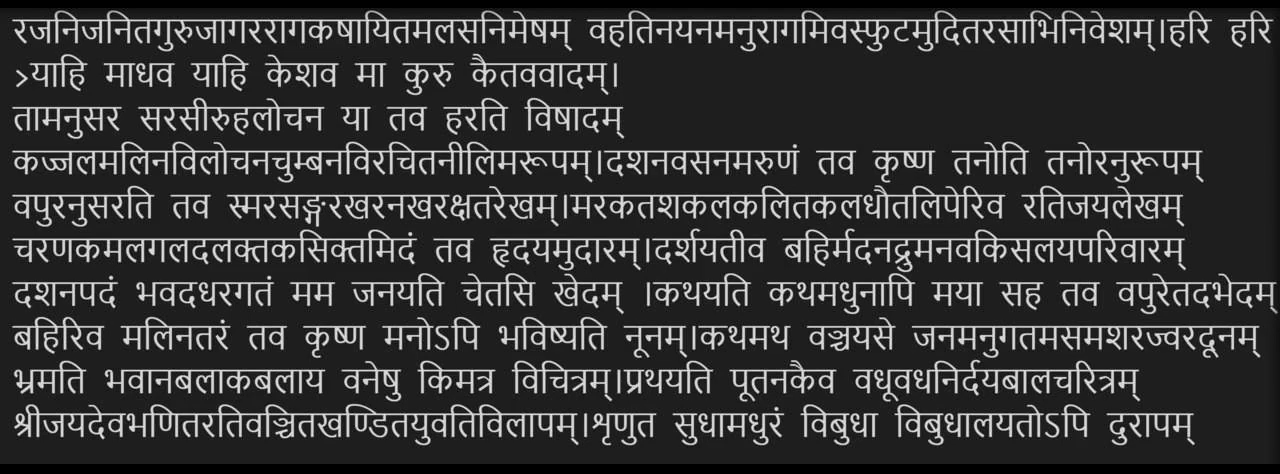 रजनिजनितगुरुजागररागकषायितमलसनिमेषम् वहतिनयनमनुरागमिवस्फुटमुदितरसाभिनिवेशम्।हरि हरि
>याहि माधव याहि केशव मा कुरु कैतववादम्।
तामनुसर सरसीरुहलोचन या तव हरति विषादम्
कज्जलमलिनविलोचनचुम्बनविरचितनीलिमरूपम्।दशनवसनमरुणं तव कृष्ण तनोति तनोरनुरूपम्
वपुरनुसरति तव स्मरसङ्गरखरनखरक्षतरेखम्।मरकतशकलकलितकलधौतलिपेरिव रतिजयलेखम्
चरणकमलगलदलक्तकसिक्तमिदं तव हृदयमुदारम्।दर्शयतीव बहिर्मदनद्रुमनवकिसलयपरिवारम्
दशनपदं भवदधरगतं मम जनयति चेतसि खेदम् ।कथयति कथमधुनापि मया सह तव वपुरेतदभेदम्
बहिरिव मलिनतरं तव कृष्ण मनोऽपि भविष्यति नूनम्।कथमथ वञ्चयसे जनमनुगतमसमशरज्वरदूनम्
भ्रमति भवानबलाकबलाय वनेषु किमत्र विचित्रम्।प्रथयति पूतनकैव वधूवधनिर्दयबालचरित्रम्
श्रीजयदेवभणितरतिवञ्चितखण्डितयुवतिविलापम्।शृणुत सुधामधुरं विबुधा विबुधालयतोऽपि दुरापम्